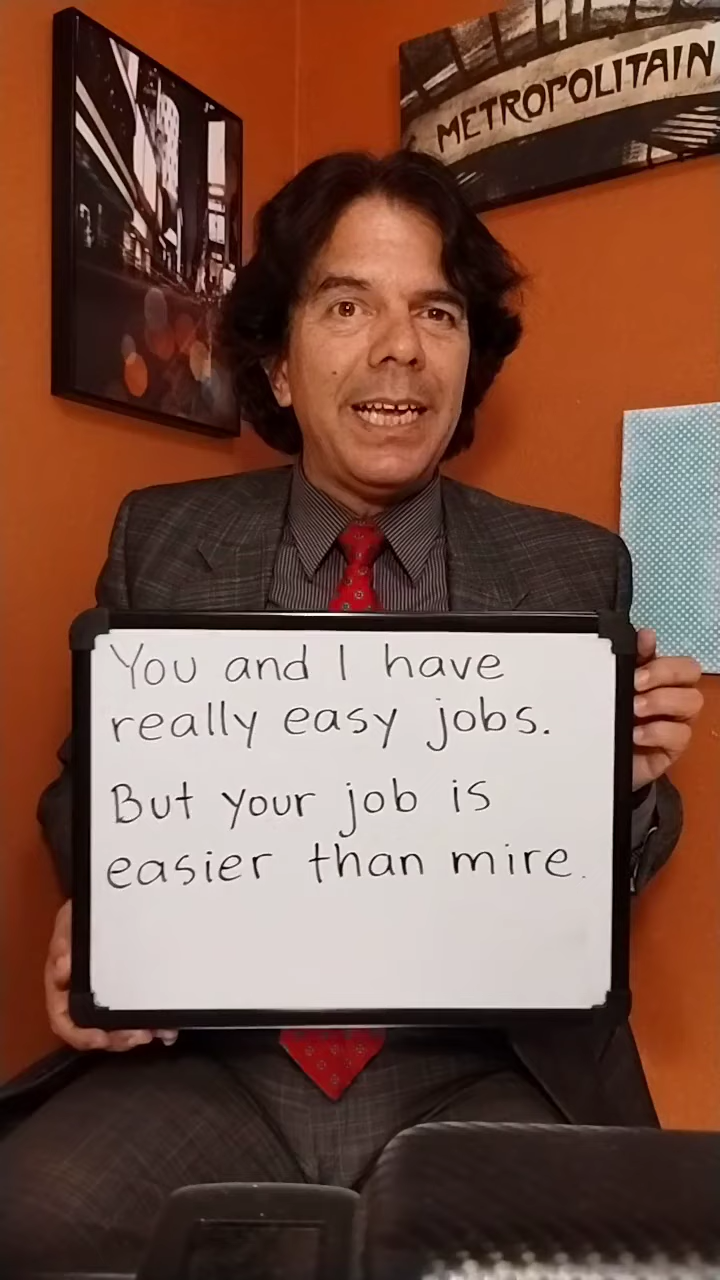 METROPOLITAIN
You and I have
really easy jobs.
But your job is
easier than mire.